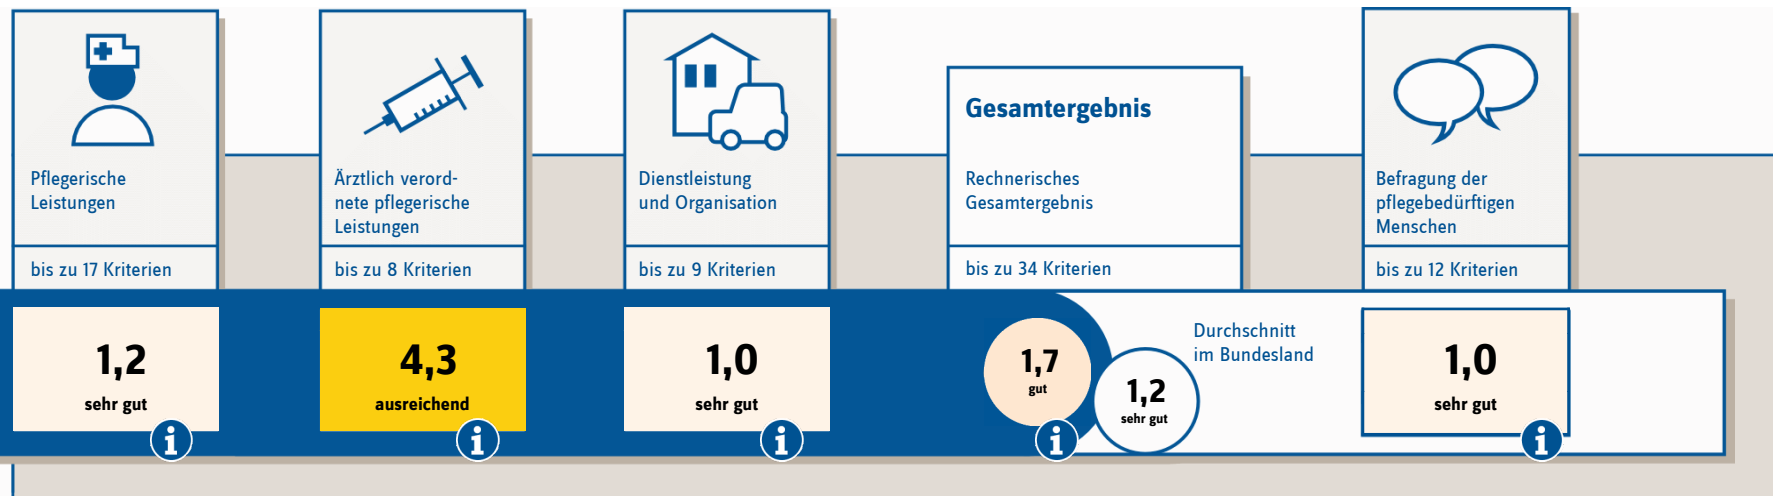 Pflegerische
Leistungen
bis zu 17 Kriterien
1,2
sehr gut
i
Ärztlich verord-
nete pflegerische
Leistungen
bis zu 8 Kriterien
4,3
ausreichend
i
Dienstleistung
und Organisation
bis zu 9 Kriterien
1,0
sehr gut
i
Gesamtergebnis
Rechnerisches
Gesamtergebnis
bis zu 34 Kriterien
1,7
gut
i
Durchschnitt
im Bundesland
1,2
sehr gut
Befragung der
pflegebedürftigen
Menschen
bis zu 12 Kriterien
1,0
sehr gut
i